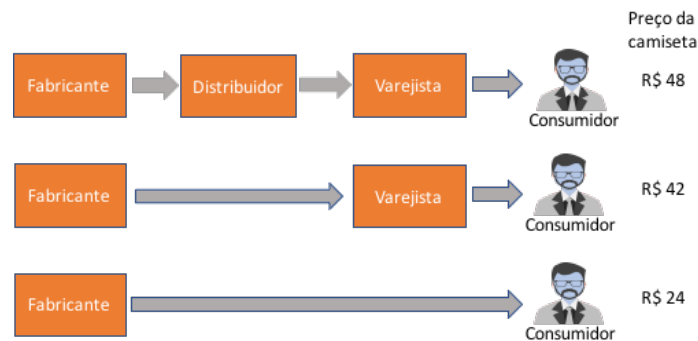 Preço da
camiseta
Fabricante
Distribuidor
Varejista
R$ 48
Consumidor
Fabricante
Varejista
R$ 42
Consumidor
Fabricante
R$ 24
Consumidor